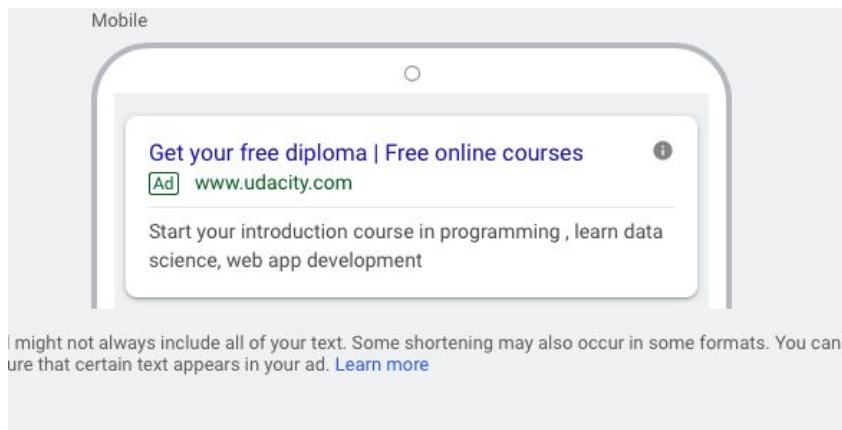 Mobile
Get your free diploma | Free online courses
Ad www.udacity.com
Start your introduction course in programming , learn data
science, web app development
might not always include all of your text. Some shortening may also occur in some formats. You can
that certain text appears in your ad. Learn more